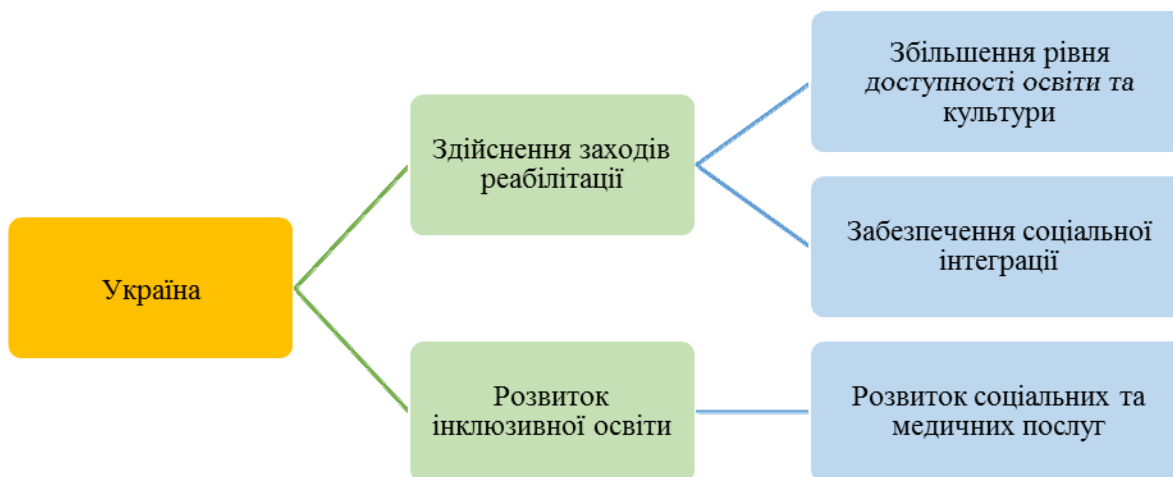 Україна
Здійснення заходів
реабілітації
Розвиток
інклюзивної освіти
Збільшення рівня
доступності освіти та
культури
Забезпечення соціальної
інтеграції
Розвиток соціальних та
медичних послуг